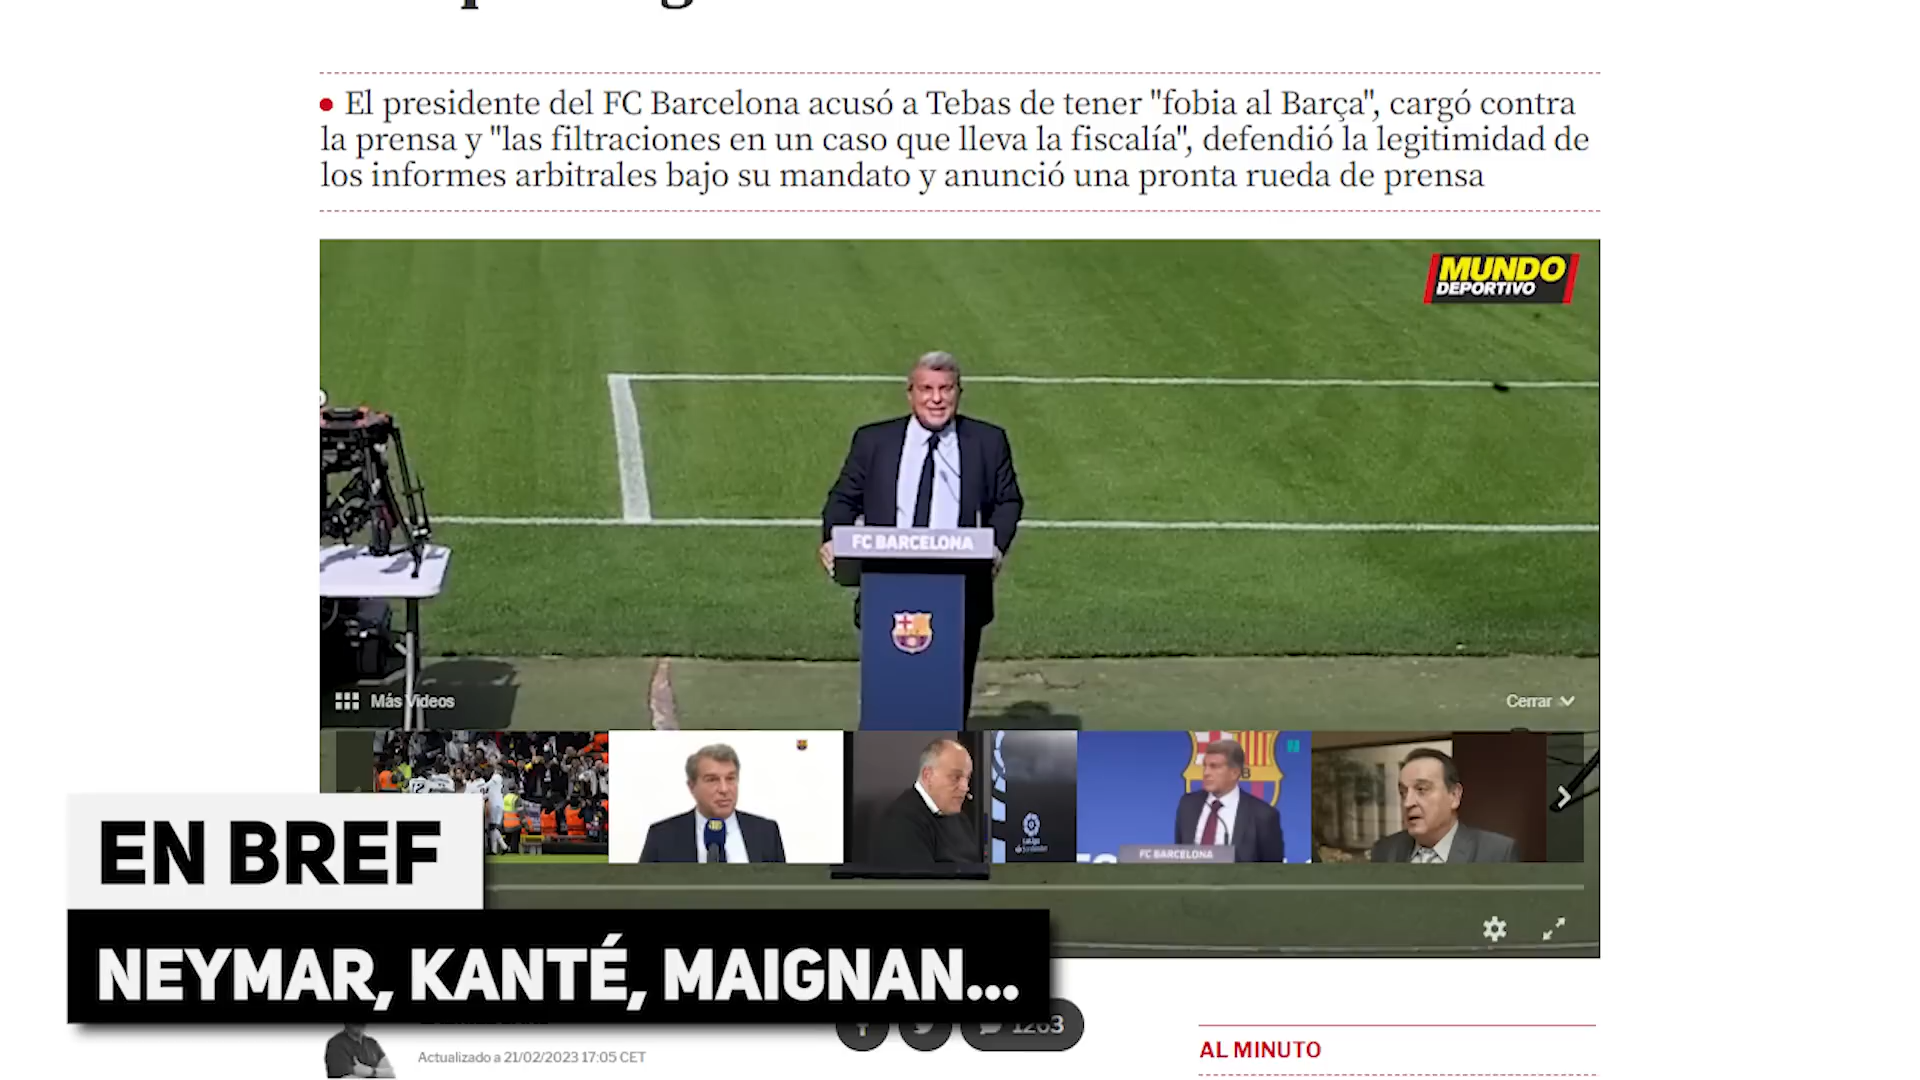 • El presidente del FC Barcelona acusó a Tebas de tener "fobia al Barça", cargó contra
la prensa y "las filtraciones en un caso que lleva la fiscalía", defendió la legitimidad de
los informes arbitrales bajo su mandato y anunció una pronta rueda de prensa
MUNDO
DEPORTIVO
FC BARCELONA
Más Videos
Cerrar
FC BARCELONA
EN BREF
NEYMAR, KANTÉ, MAIGNAN...
1263
Actualizado a 21/02/2023 17:05 CET
AL MINUTO